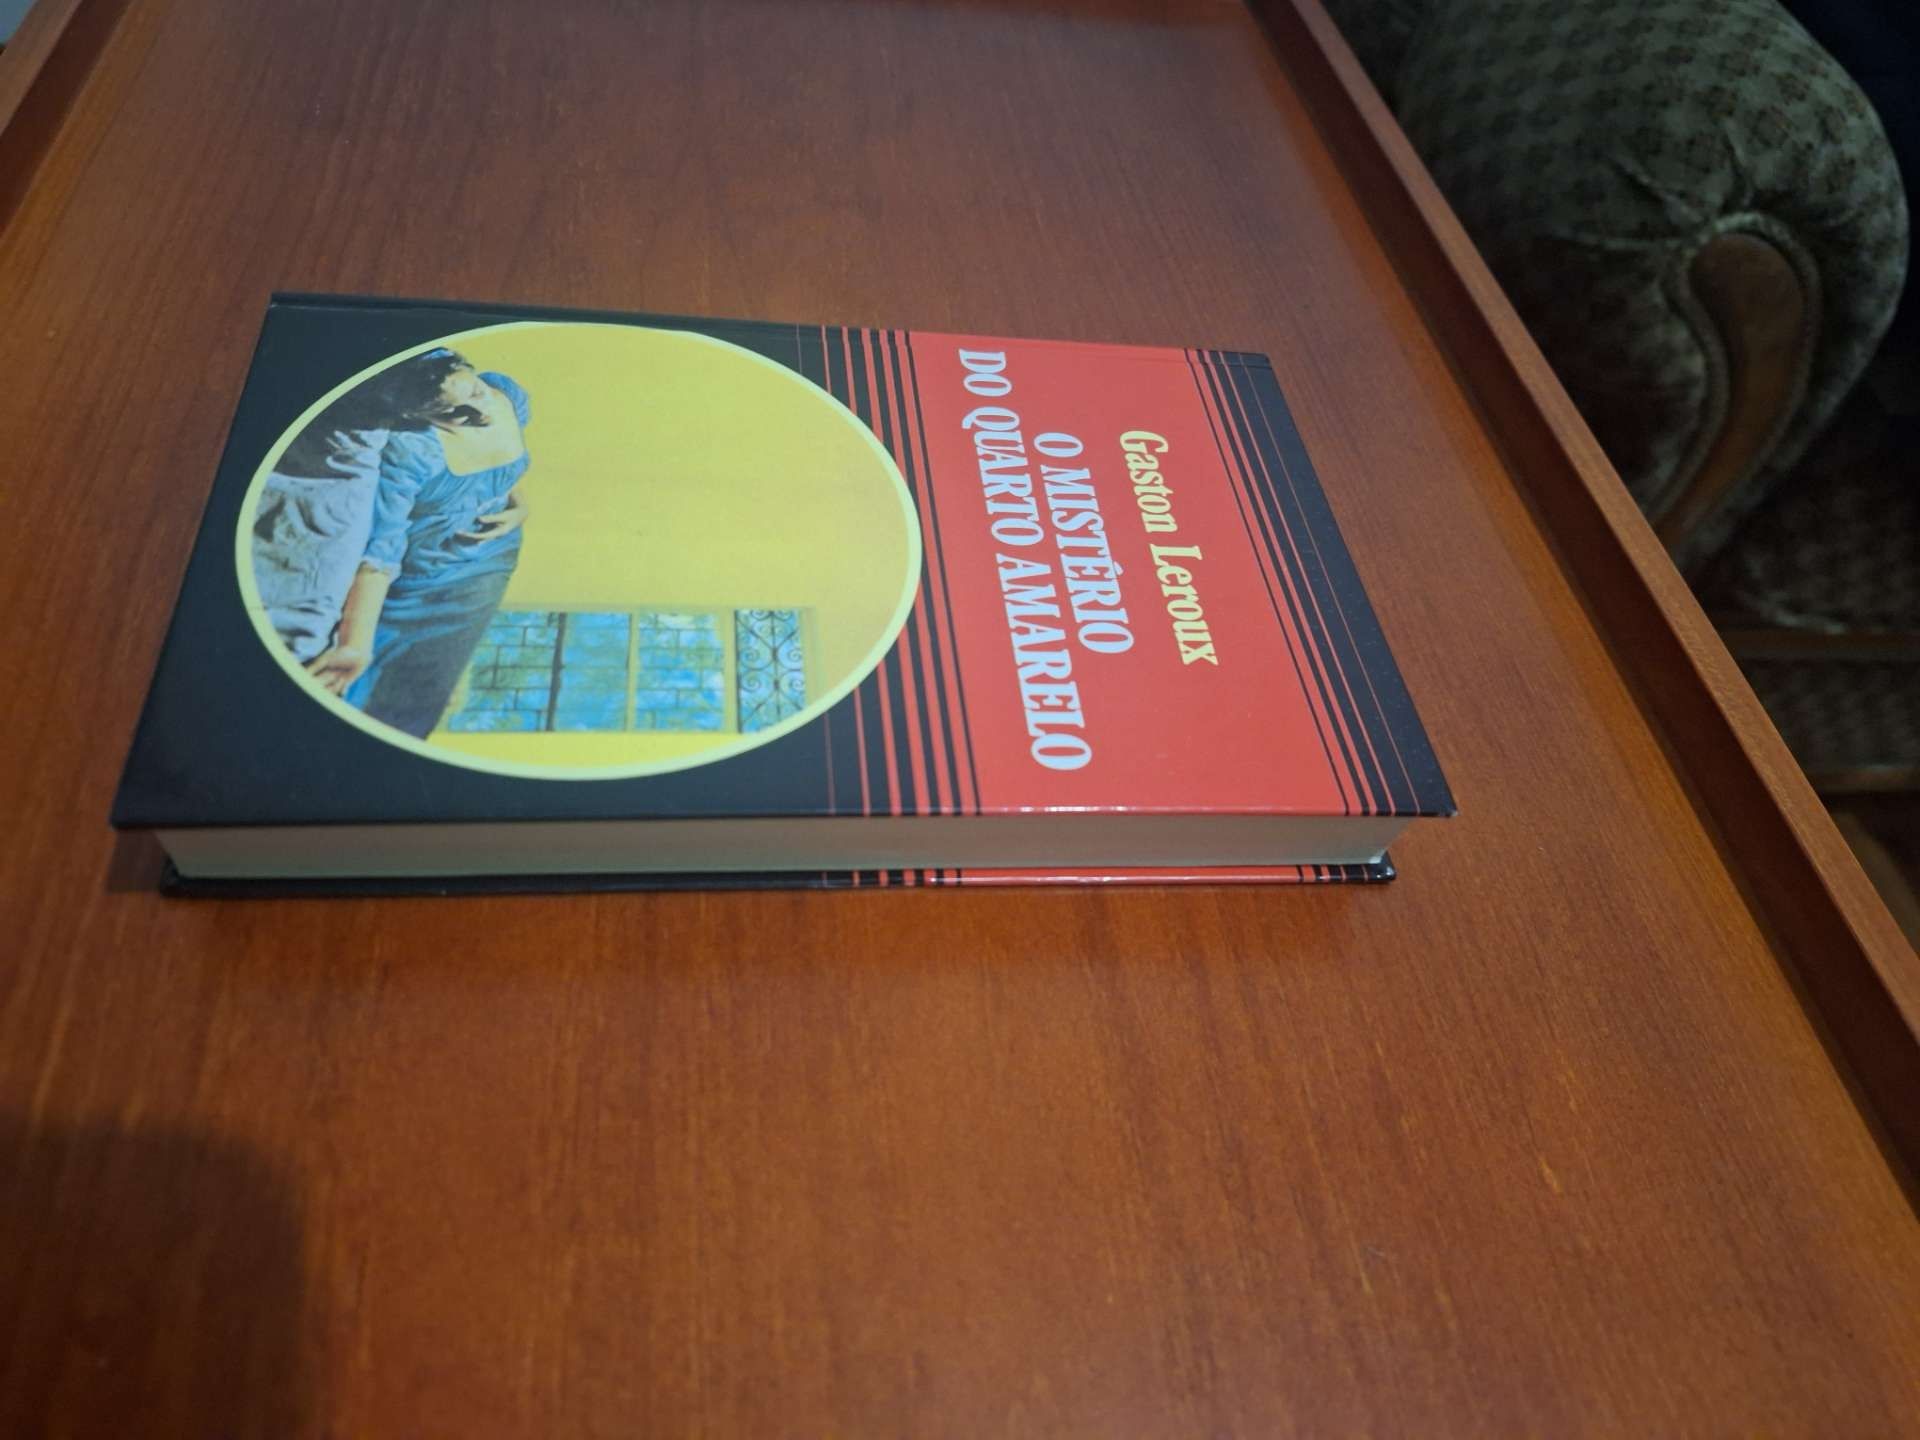 Gaston Leroux
O MISTÉRIO
DO QUARTO AMARELO